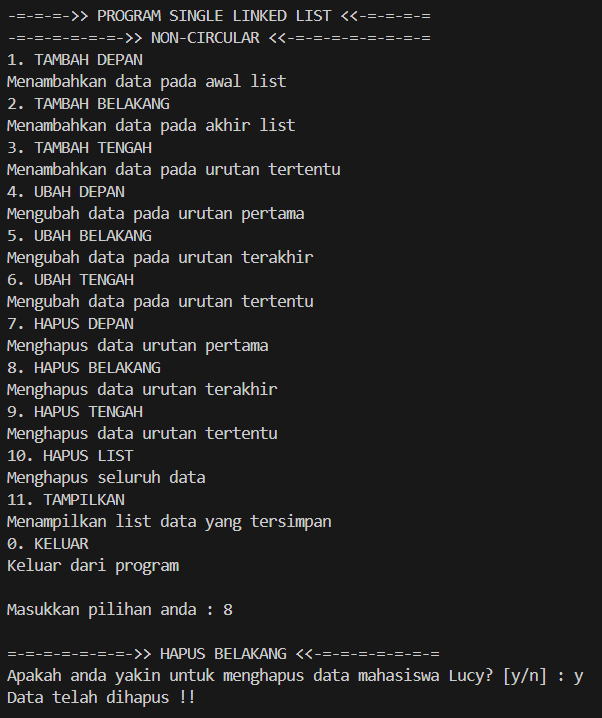 -=-=-=->> PROGRAM SINGLE LINKED LIST <<-=-=-=-=
-=-=-=-=-=-=->> NON-CIRCULAR <<-=-=-=-=-=-=-=-=
1. TAMBAH DEPAN
Menambahkan data pada awal list
2. TAMBAH BELAKANG
Menambahkan data pada akhir list
3. TAMBAH TENGAH
Menambahkan data pada urutan tertentu
4. UBAH DEPAN
Mengubah data pada urutan pertama
5. UBAH BELAKANG
Mengubah data pada urutan terakhir
6. UBAH TENGAH
Mengubah data pada urutan tertentu
7. HAPUS DEPAN
Menghapus data urutan pertama
8. HAPUS BELAKANG
Menghapus data urutan terakhir
9. HAPUS TENGAH
Menghapus data urutan tertentu
10. HAPUS LIST
Menghapus seluruh data
11. TAMPILKAN
Menampilkan list data yang tersimpan
0. KELUAR
Keluar dari program
Masukkan pilihan anda : 8
=-=-=-=-=-=-=->> HAPUS BELAKANG <<-=-=-=-=-=-=-=
Apakah anda yakin untuk menghapus data mahasiswa Lucy? [y/n] : y
Data telah dihapus !!